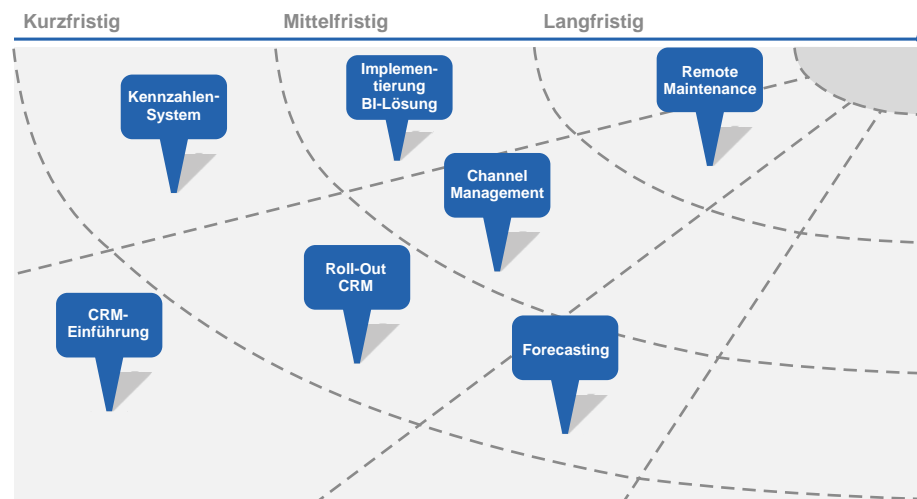 Kurzfristig
Mittelfristig
Langfristig
Kennzahlen-
System
Implemen-
tierung
BI-Lösung
Remote
Maintenance
Channel
Management
Roll-Out
CRM
CRM-
Einführung
Forecasting